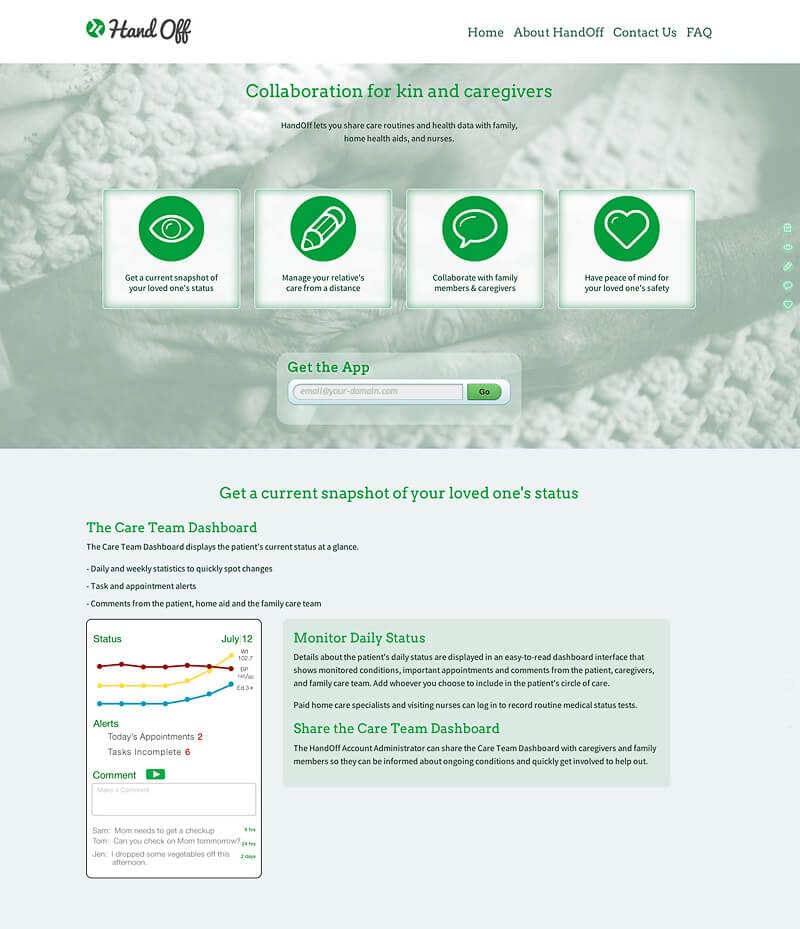 Hand Off
Home About HandOff Contact Us FAQ
Collaboration for kin and caregivers
HandOff lets you share care routines and health data with family,
home health aids, and nurses.
Get a current snapshot of
your loved one's status
Manage your relative's
care from a distance
Collaborate with family
members & caregivers
Have peace of mind for
your loved one's safety
Get the App
email@your-domain.com
Go
Get a current snapshot of your loved one's status
The Care Team Dashboard
The Care Team Dashboard displays the patient's current status at a glance.
- Daily and weekly statistics to quickly spot changes
- Task and appointment alerts
- Comments from the patient, home aid and the family care team
Status July 12
Wt
102.7
BP
145/90
Ed 3+
Alerts
Today's Appointments 2
Tasks Incomplete 6
Comment
Make a Comment
Sam: Mom needs to get a checkup 8 hrs
Tom: Can you check on Mom tommorrow? 24 hrs
Jen: I dropped some vegetables off this 2 days
afternoon.
Monitor Daily Status
Details about the patient's daily status are displayed in an easy-to-read dashboard interface that
shows monitored conditions, important appointments and comments from the patient, caregivers,
and family care team. Add whoever you choose to include in the patient's circle of care.
Paid home care specialists and visiting nurses can log in to record routine medical status tests.
Share the Care Team Dashboard
The HandOff Account Administrator can share the Care Team Dashboard with caregivers and family
members so they can be informed about ongoing conditions and quickly get involved to help out.